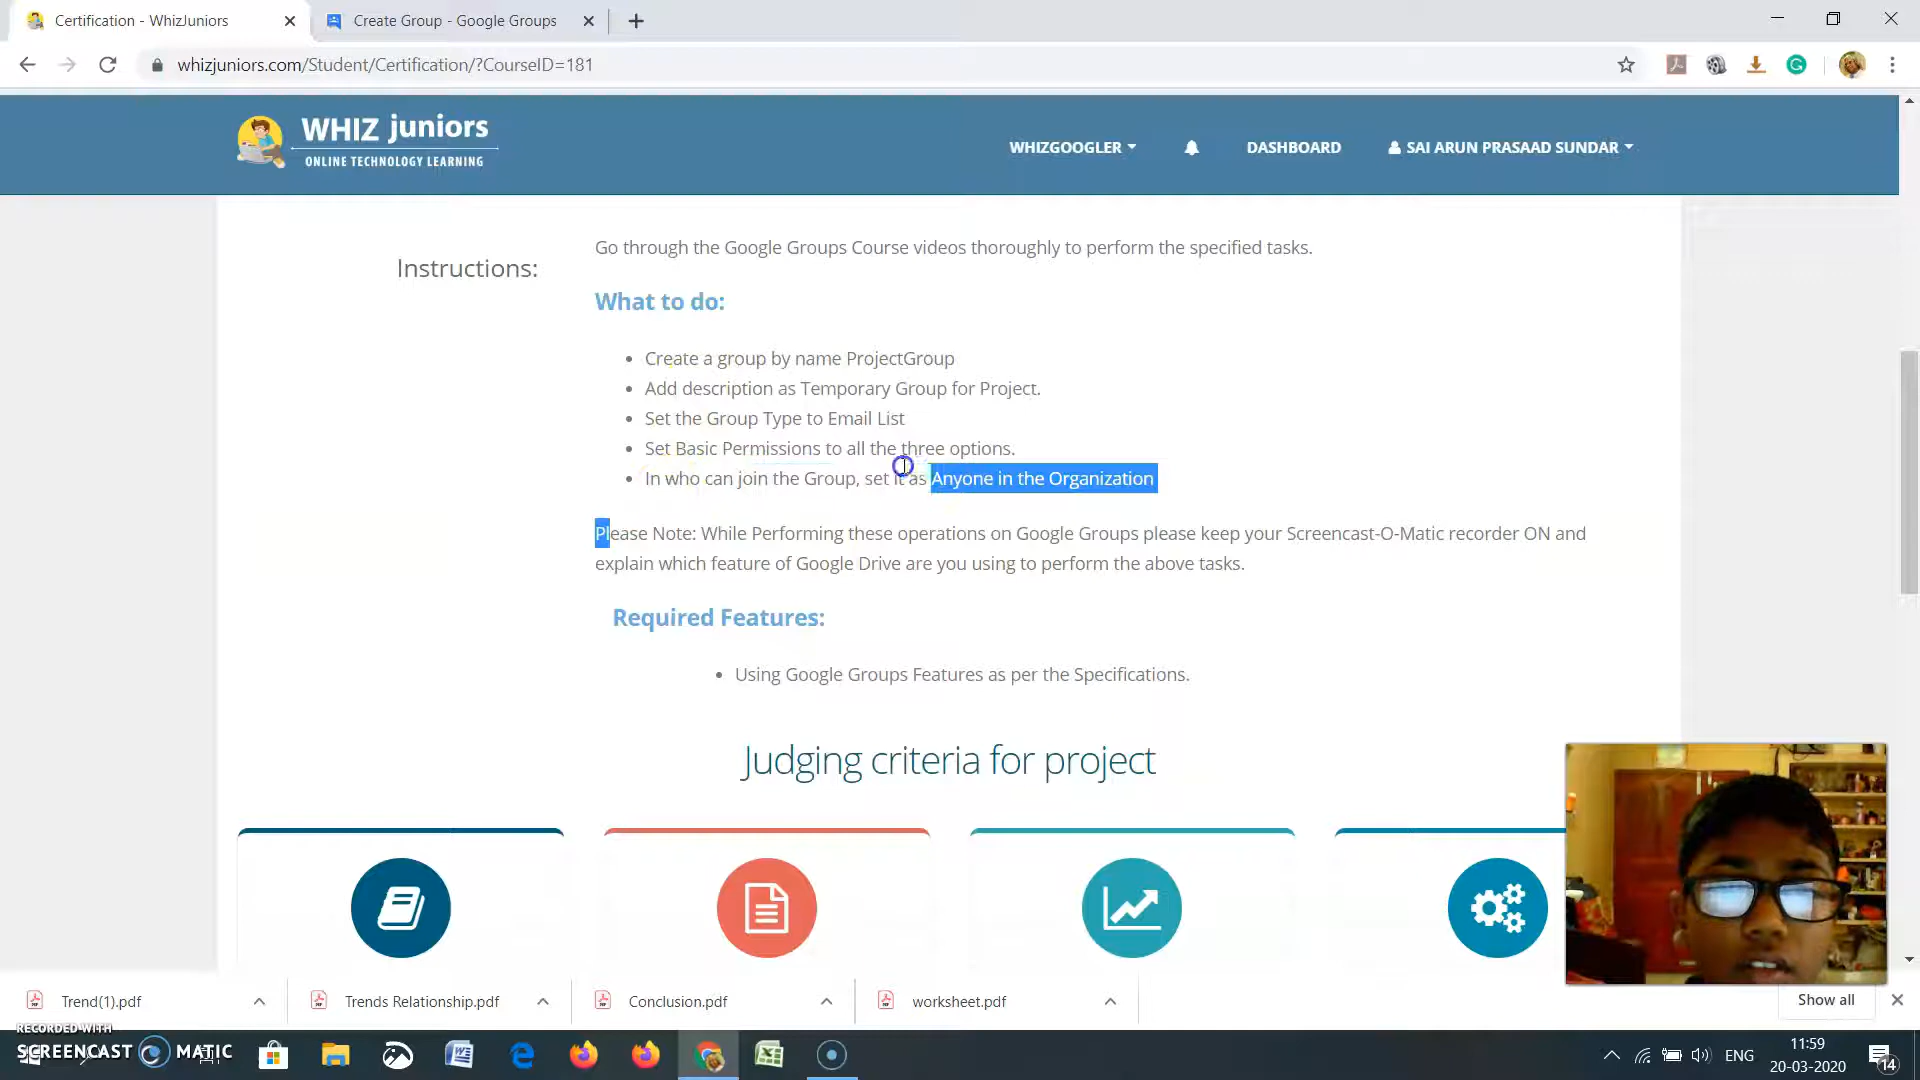 Certification - WhizJuniors
Create Group - Google Groups
whizjuniors.com/Student/Certification/?CourseID=181
WHIZ juniors
ONLINE TECHNOLOGY LEARNING
WHIZGOOGLER
DASHBOARD
SAI ARUN PRASAAD SUNDAR
Instructions:
Go through the Google Groups Course videos thoroughly to perform the specified tasks.
What to do:
Create a group by name ProjectGroup
Add description as Temporary Group for Project.
Set the Group Type to Email List
Set Basic Permissions to all the three options.
In who can join the Group, set it as Anyone in the Organization
Please Note: While Performing these operations on Google Groups please keep your Screencast-O-Matic recorder ON and
explain which feature of Google Drive are you using to perform the above tasks.
Required Features:
Using Google Groups Features as per the Specifications.
Judging criteria for project
Trend(1).pdf
Trends Relationship.pdf
Conclusion.pdf
worksheet.pdf
Show all
RECORDED WITH
SCREENCAST MATIC
ENG
11:59
20-03-2020
14